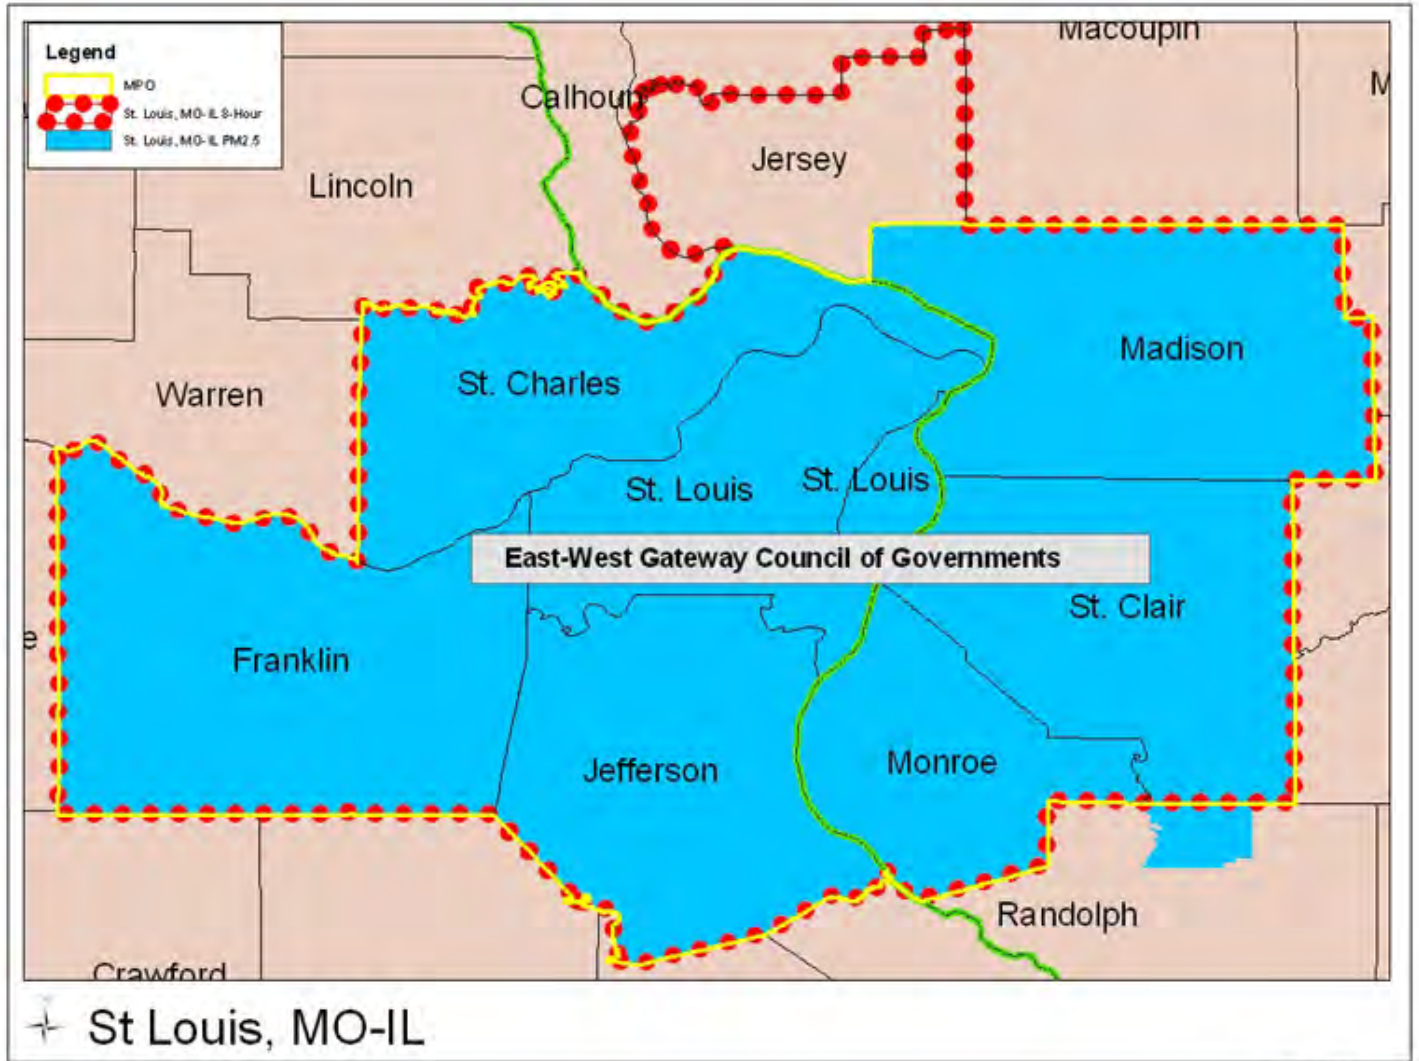 Macoupin
Legend
MPO
St. Louis, MO-IL 8-Hour
St. Louis, MO-IL PM2.5
M
Calhoun
Jersey
Lincoln
Madison
St. Charles
Warren
St. Louis
St. Louis
East-West Gateway Council of Governments
St. Clair
e
Franklin
Jefferson
Monroe
Randolph
Crawford
St Louis, MO-IL